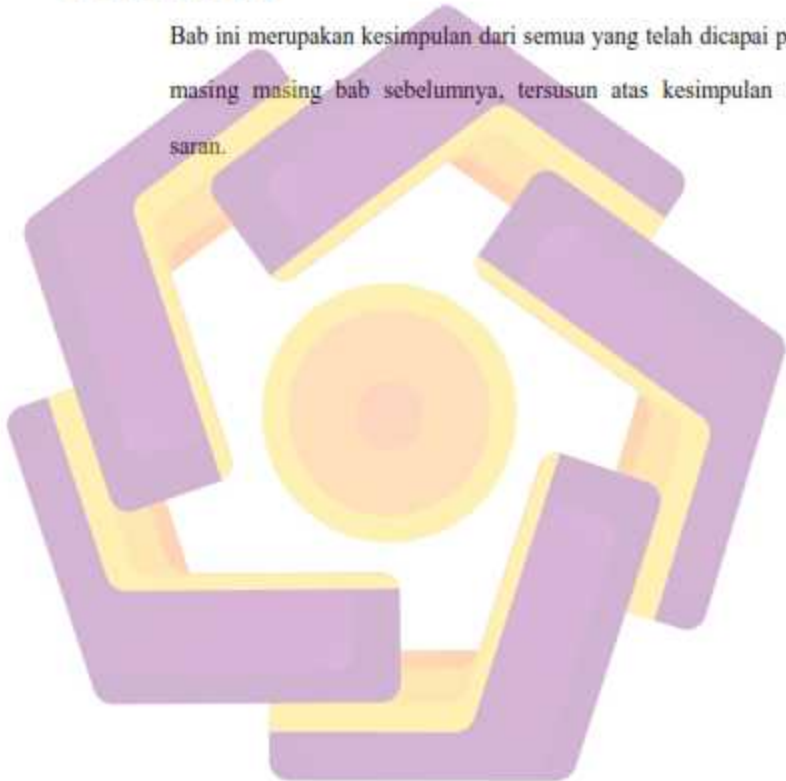 Bab ini merupakan kesimpulan dari semua yang telah dicapai
masing masing bab sebelumnya, tersusun atas kesimpulan
saran.